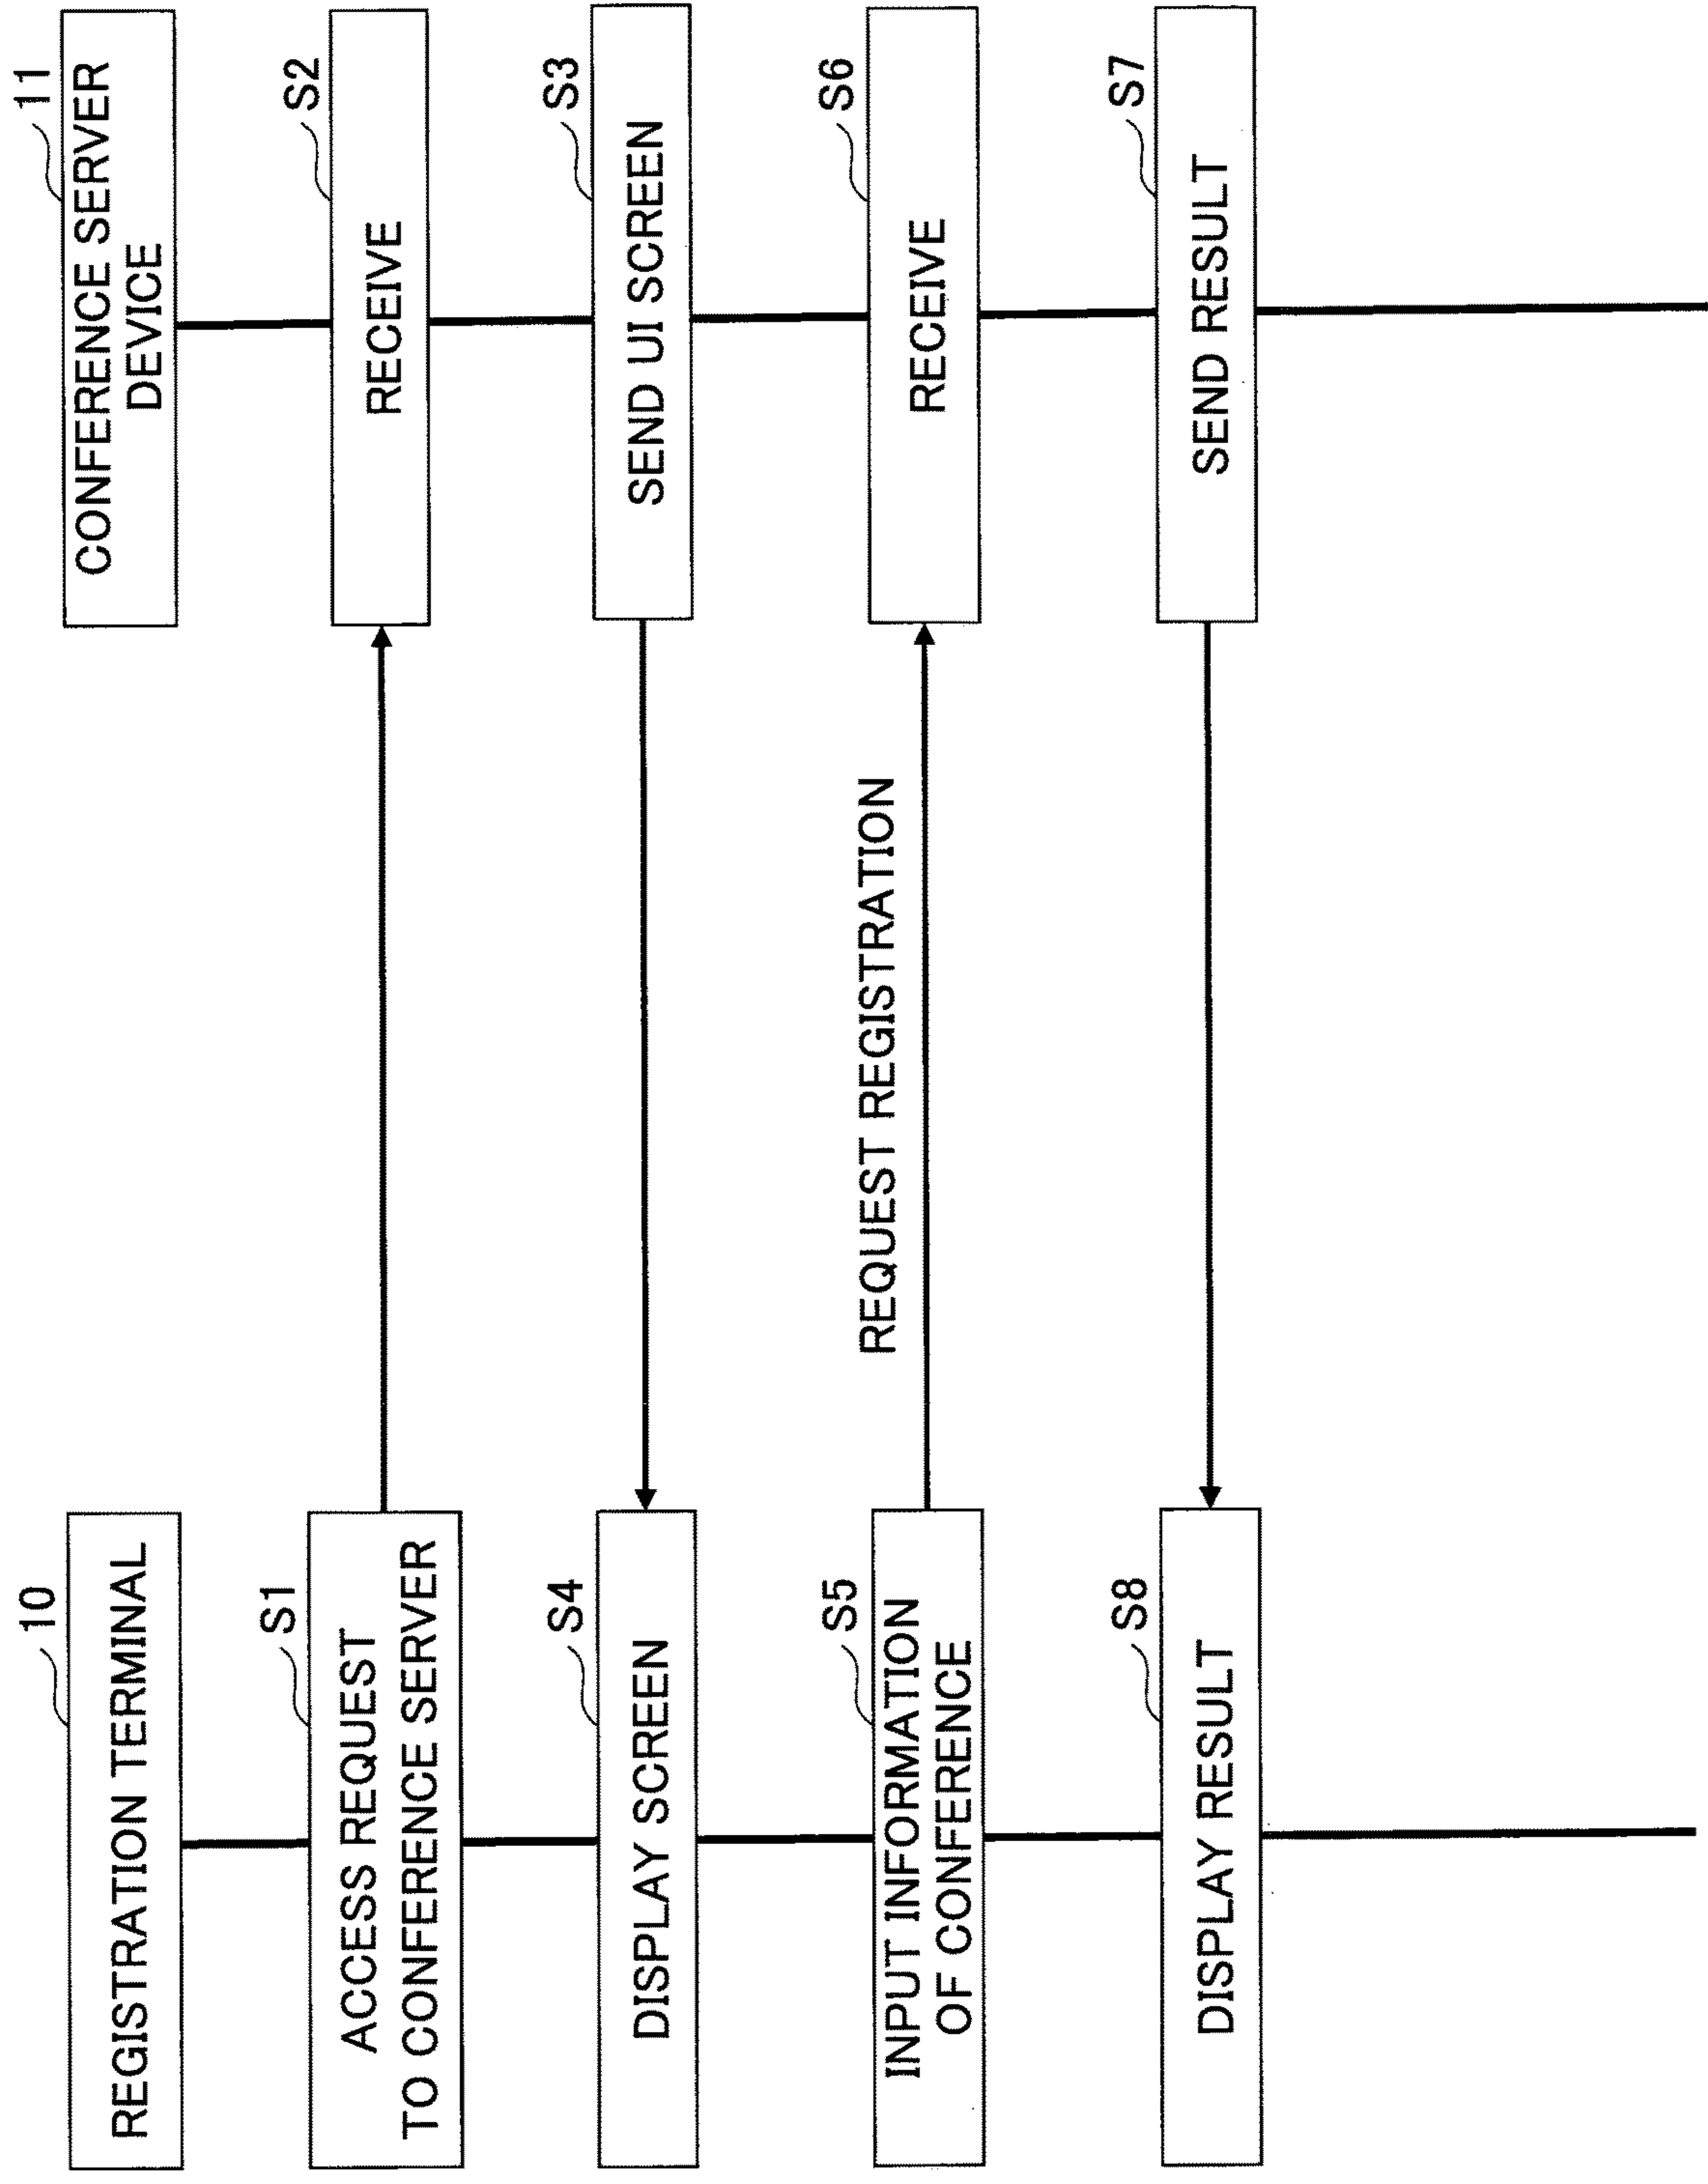 10
REGISTRATION TERMINAL
11
CONFERENCE SERVER
DEVICE
S1
ACCESS REQUEST
TO CONFERENCE SERVER
S2
RECEIVE
S3
SEND UI SCREEN
S4
DISPLAY SCREEN
S5
INPUT INFORMATION
OF CONFERENCE
REQUEST REGISTRATION
S6
RECEIVE
S7
SEND RESULT
S8
DISPLAY RESULT